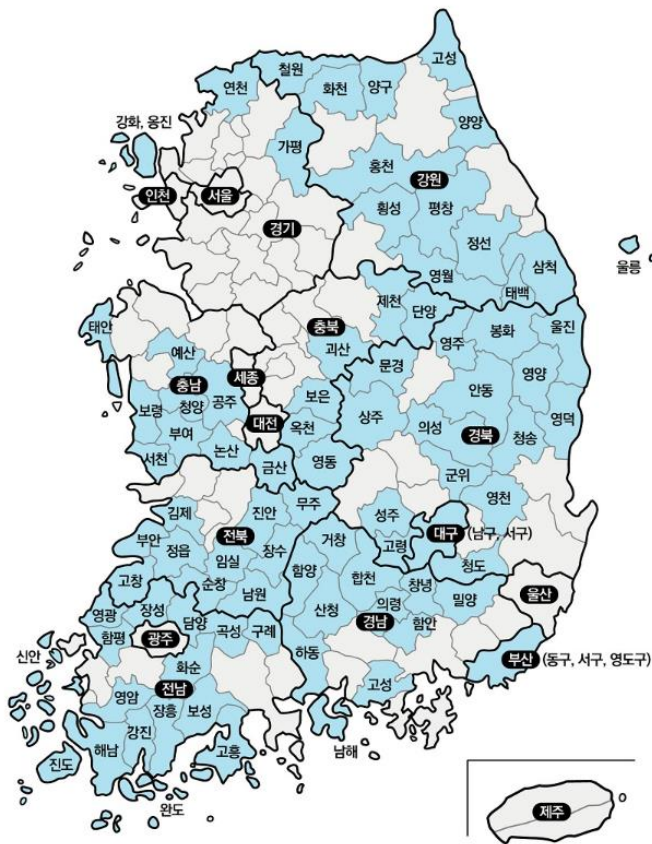 고성
철원
연천
화천
양구
강화, 옹진
양양
가평
홍천
강원
인천
서울
횡성
평창
경기
정선
울릉
삼척
영월
태백
제천
단양
태안
충북
봉화
울진
예산
괴산
영주
문경
세종
영양
충남
안동
청양
공주
보은
보령
상주
대전
의성
영덕
옥천
경북
청송
부여
논산
서천
금산
영동
군위
영천
무주
김제
진안
성주
대구 (남구, 서구)
전북
거창
부안
정읍
장수
고령
임실
함양
청도
합천
고창
순창
남원
창녕
밀양
울산
산청
의령
영광
장성
담양
경남
함안
함평
광주
곡성
구례
신안
하동
부산 (동구, 서구, 영도구)
화순
전남
고성
영암
장흥
보성
강진
해남
고흥
남해
진도
완도
제주